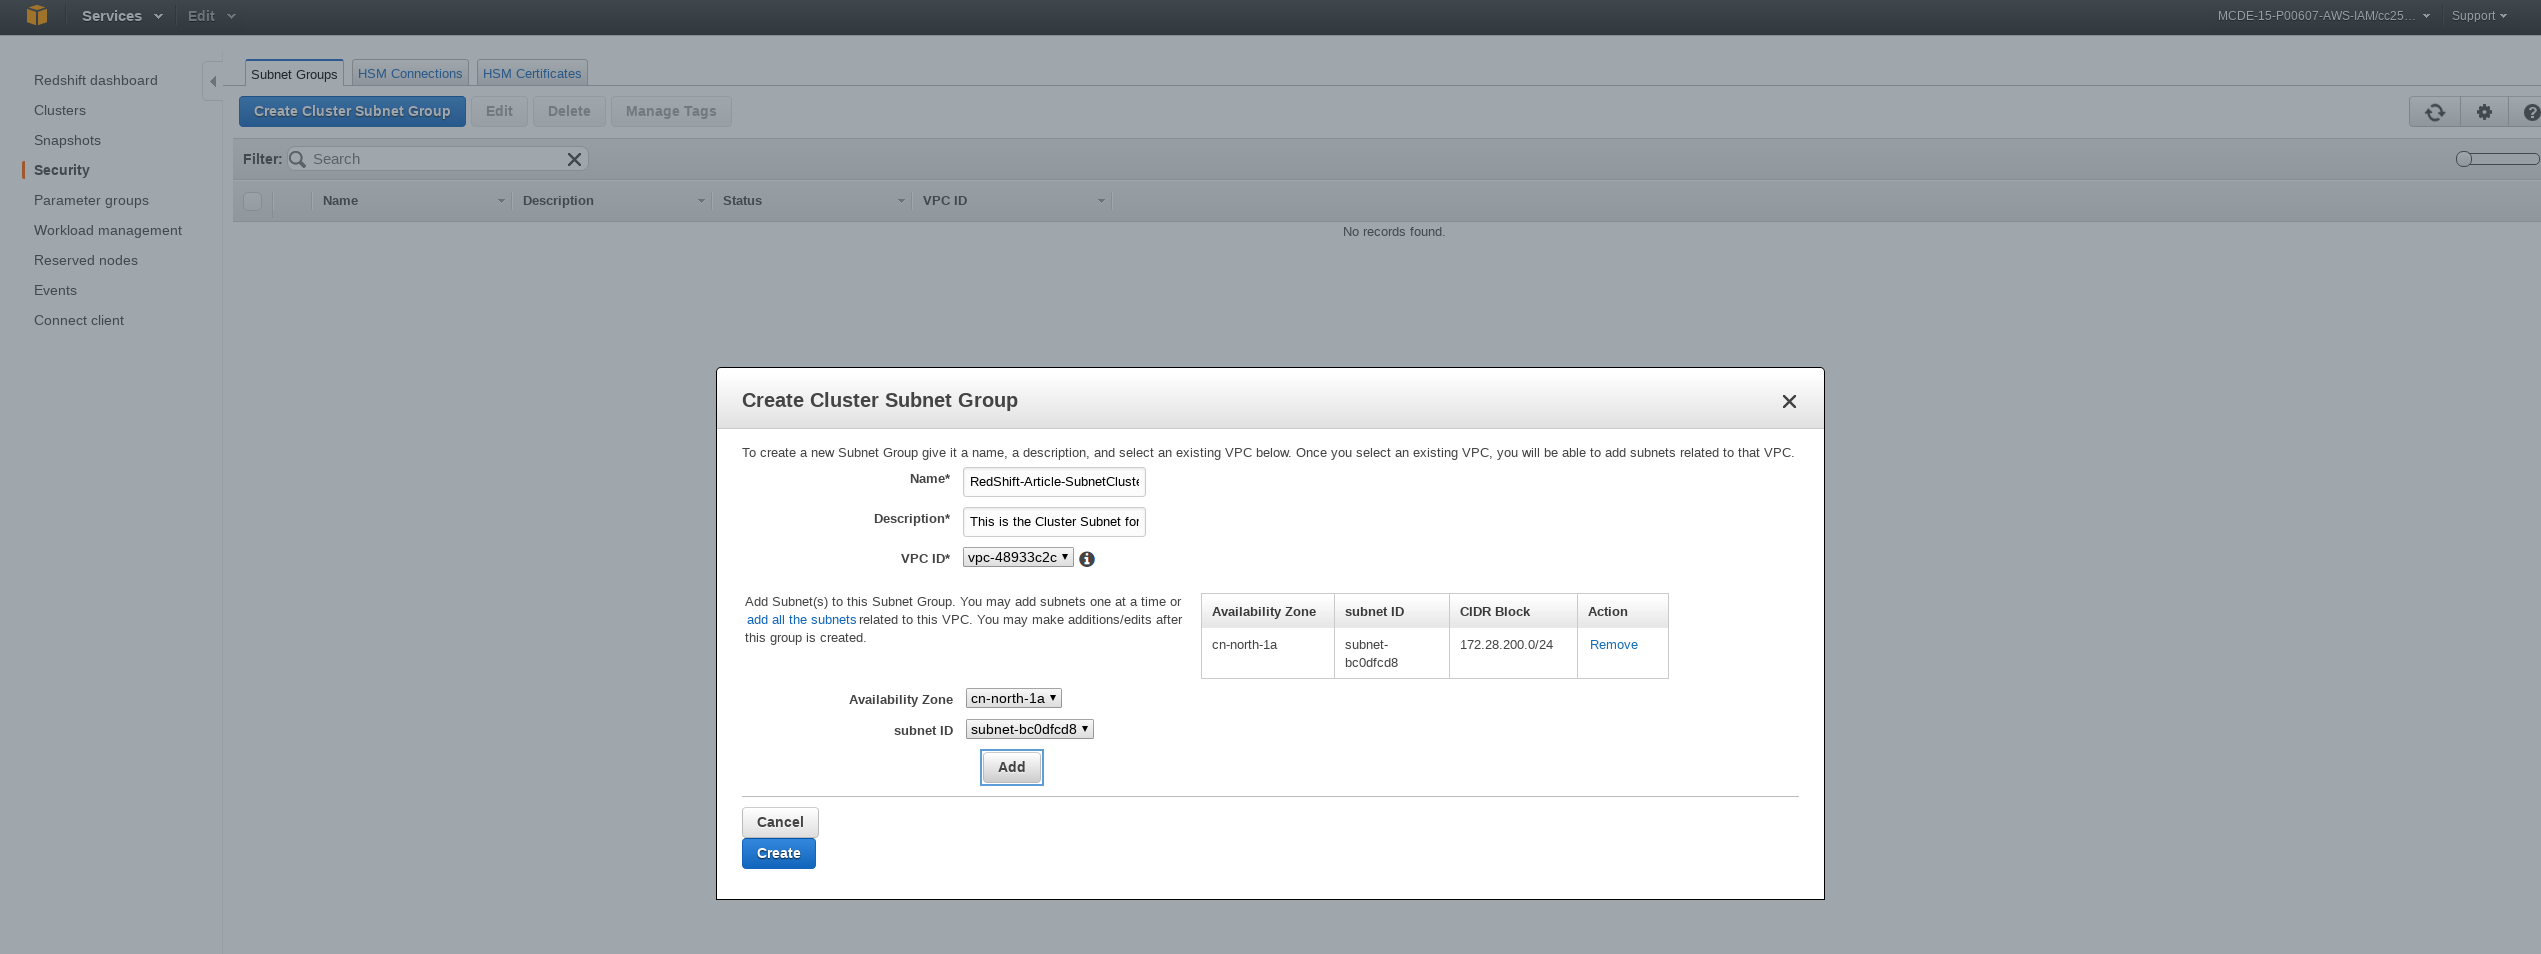 Services Edit MCDE-15-P00607-AWS-IAM/cc25... Support
Redshift dashboard
Clusters
Snapshots
Security
Parameter groups
Workload management
Reserved nodes
Events
Connect client
Subnet Groups HSM Connections HSM Certificates
Create Cluster Subnet Group Edit Delete Manage Tags
Filter: Search
Name Description Status VPC ID
No records found.
Create Cluster Subnet Group
To create a new Subnet Group give it a name, a description, and select an existing VPC below. Once you select an existing VPC, you will be able to add subnets related to that VPC.
Name* RedShift-Article-SubnetCluste
Description* This is the Cluster Subnet for
VPC ID* vpc-48933c2c
Add Subnet(s) to this Subnet Group. You may add subnets one at a time or
add all the subnets related to this VPC. You may make additions/edits after
this group is created.
Availability Zone subnet ID CIDR Block Action
cn-north-1a subnet- 172.28.200.0/24 Remove
bc0dfcd8
Availability Zone cn-north-1a
subnet ID subnet-bc0dfcd8
Add
Cancel
Create